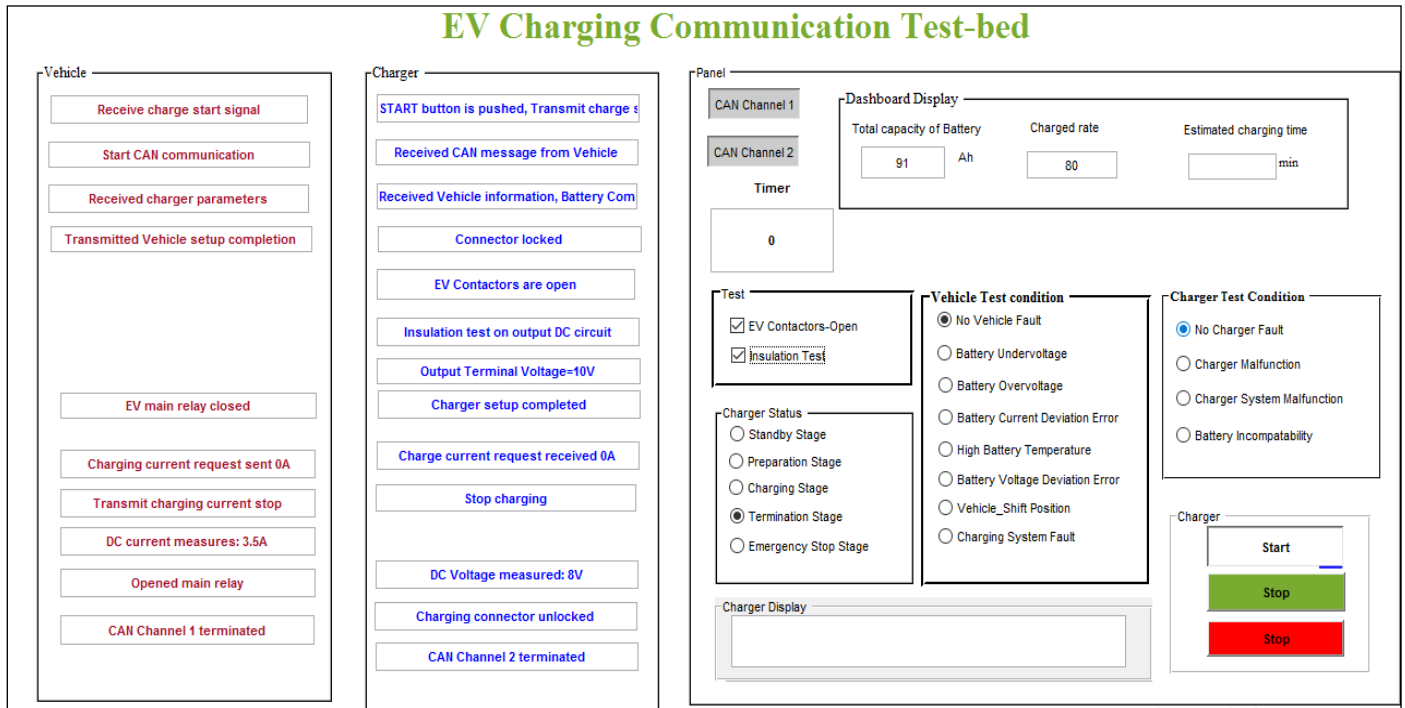 EV Charging Communication Test-bed
Vehicle
Receive charge start signal
Start CAN communication
Received charger parameters
Transmitted Vehicle setup completion
EV main relay closed
Charging current request sent 0A
Transmit charging current stop
DC current measures: 3.5A
Opened main relay
CAN Channel 1 terminated
Charger
START button is pushed, Transmit charge s
Received CAN message from Vehicle
Received Vehicle information, Battery Com
Connector locked
EV Contactors are open
Insulation test on output DC circuit
Output Terminal Voltage=10V
Charger setup completed
Charge current request received 0A
Stop charging
DC Voltage measured: 8V
Charging connector unlocked
CAN Channel 2 terminated
Panel
CAN Channel 1
CAN Channel 2
Timer
0
Dashboard Display
Total capacity of Battery
91 Ah
Charged rate
80
Estimated charging time
min
Test
EV Contactors-Open
Insulation Test
Charger Status
Standby Stage
Preparation Stage
Charging Stage
Termination Stage
Emergency Stop Stage
Vehicle Test condition
No Vehicle Fault
Battery Undervoltage
Battery Overvoltage
Battery Current Deviation Error
High Battery Temperature
Battery Voltage Deviation Error
Vehicle_Shift Position
Charging System Fault
Charger Test Condition
No Charger Fault
Charger Malfunction
Charger System Malfunction
Battery Incompatability
Charger
Start
Stop
Stop
Charger Display